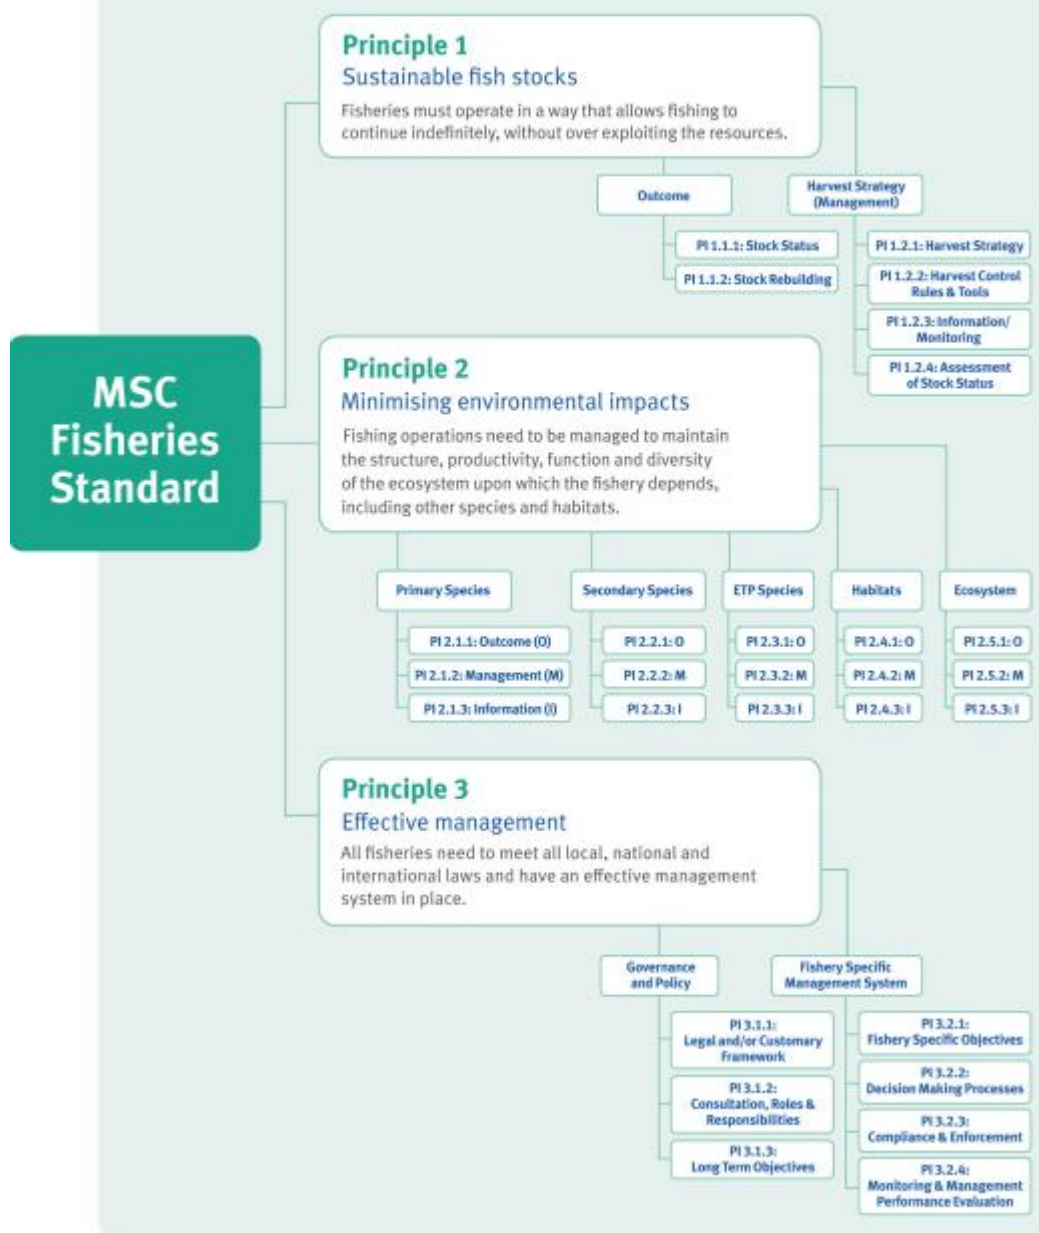 MSC
Fisheries
Standard
Principle 1
Sustainable fish stocks
Fisheries must operate in a way that allows fishing to
continue indefinitely, without over exploiting the resources.
Outcome
PI 1.1.1: Stock Status
PI 1.1.2: Stock Rebuilding
Harvest Strategy
(Management)
PI 1.2.1: Harvest Strategy
PI 1.2.2: Harvest Control
Rules & Tools
PI 1.2.3: Information/
Monitoring
PI 1.2.4: Assessment
of Stock Status
Principle 2
Minimising environmental impacts
Fishing operations need to be managed to maintain
the structure, productivity, function and diversity
of the ecosystem upon which the fishery depends,
including other species and habitats.
Primary Species
PI 2.1.1: Outcome (O)
PI 2.1.2: Management (M)
PI 2.1.3: Information (I)
Secondary Species
PI 2.2.1: O
PI 2.2.2: M
PI 2.2.3: I
ETP Species
PI 2.3.1: O
PI 2.3.2: M
PI 2.3.3: I
Habitats
PI 2.4.1: O
PI 2.4.2: M
PI 2.4.3: I
Ecosystem
PI 2.5.1: O
PI 2.5.2: M
PI 2.5.3: I
Principle 3
Effective management
All fisheries need to meet all local, national and
international laws and have an effective management
system in place.
Governance
and Policy
PI 3.1.1:
Legal and/or Customary
Framework
PI 3.1.2:
Consultation, Roles &
Responsibilities
PI 3.1.3:
Long Term Objectives
Fishery Specific
Management System
PI 3.2.1:
Fishery Specific Objectives
PI 3.2.2:
Decision Making Processes
PI 3.2.3:
Compliance & Enforcement
PI 3.2.4:
Monitoring & Management
Performance Evaluation